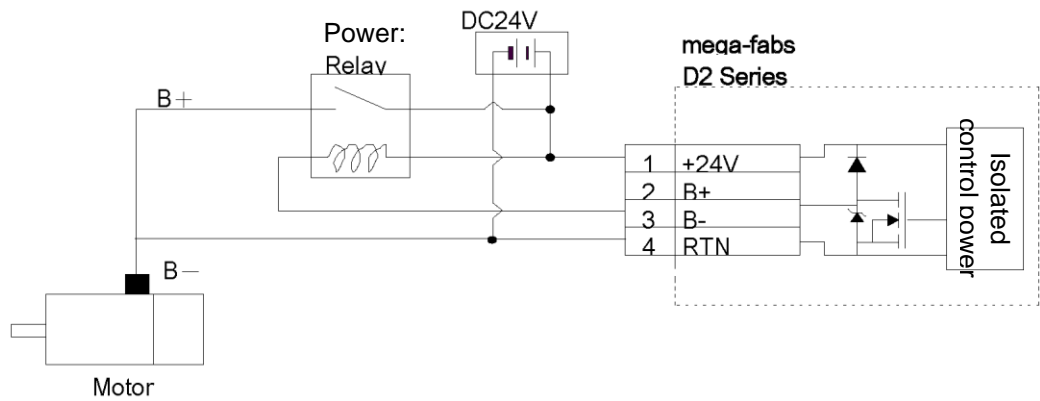 DC24V
Power:
Relay
mega-fabs
D2 Series
B+
1 +24V
2 B+
3 B-
4 RTN
Isolated
control power
B—
Motor